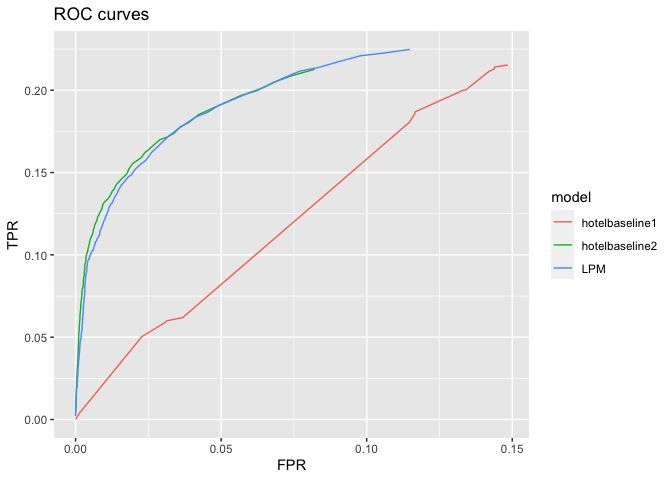 ROC curves
TPR
0.20
0.15
0.10
0.05
0.00
0.00 0.05 0.10 0.15
FPR
model
hotelbaseline1
hotelbaseline2
LPM